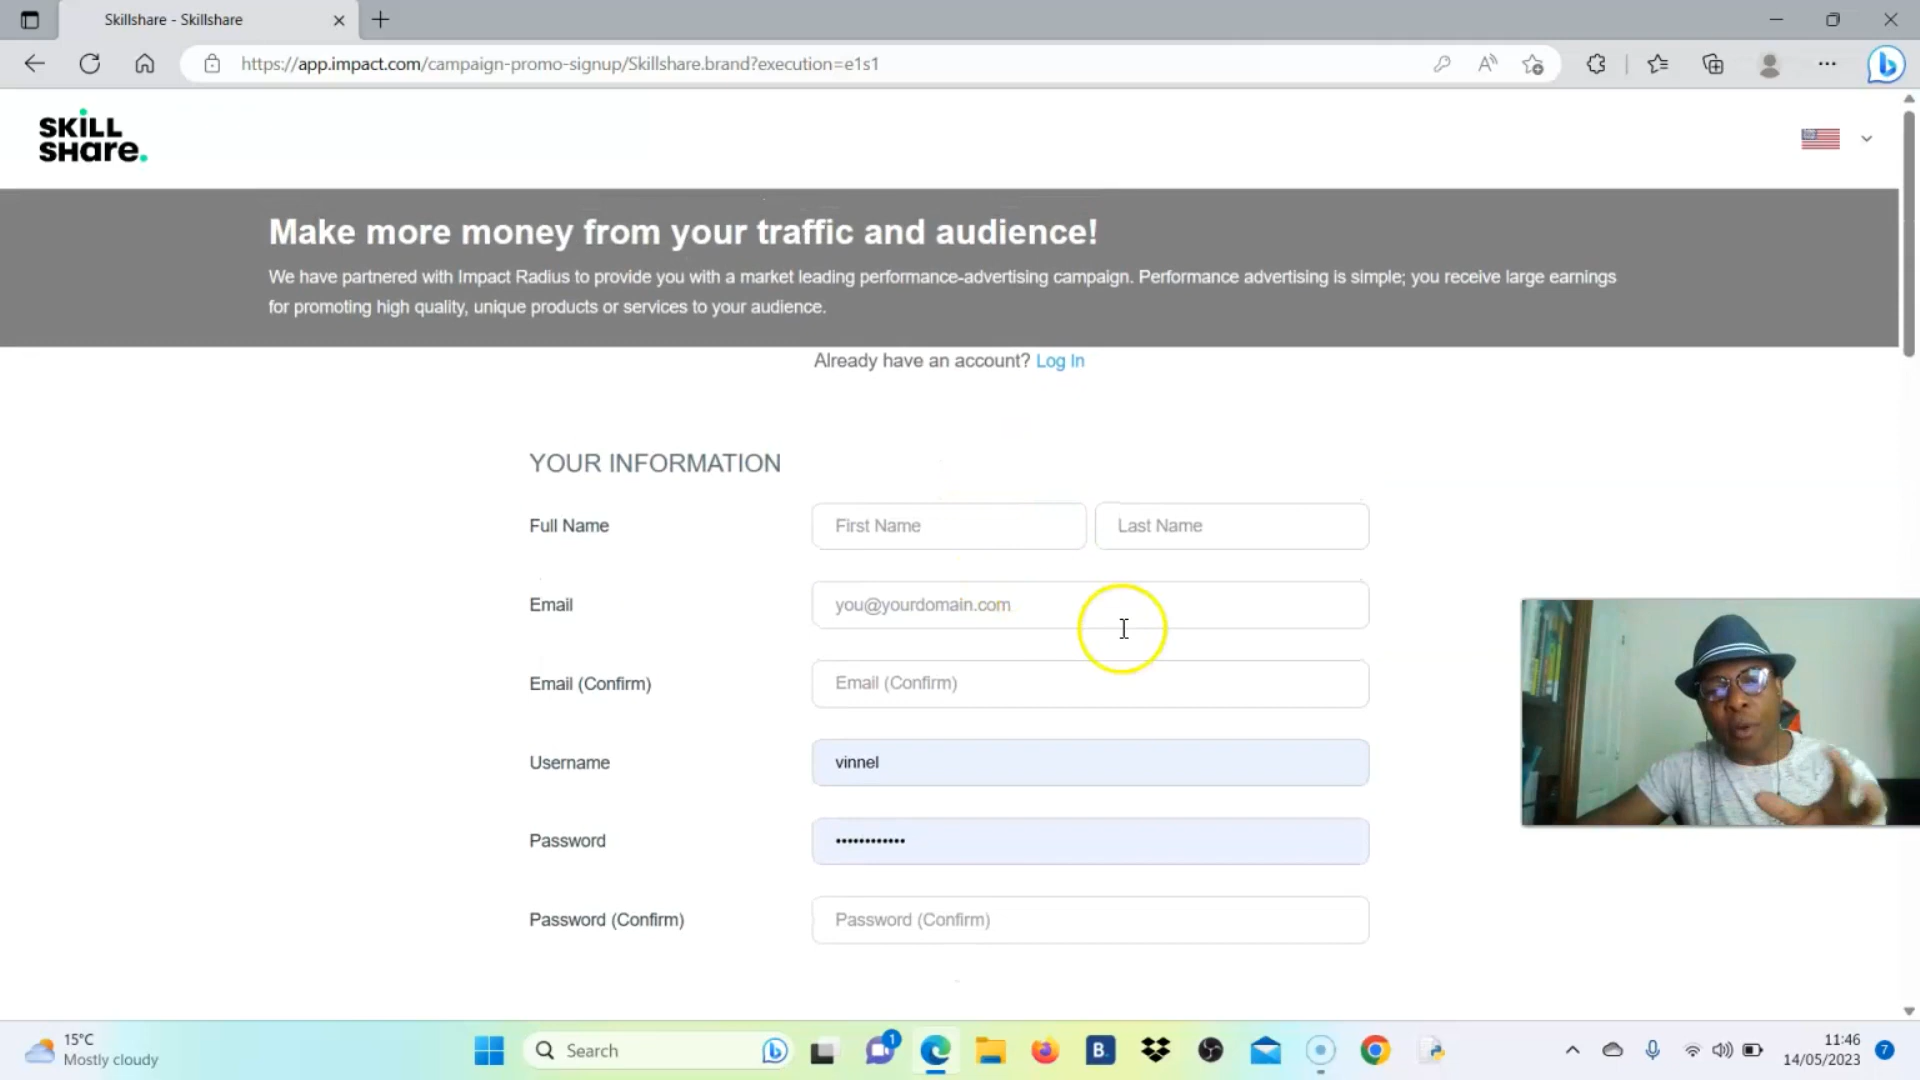 Skillshare - Skillshare
https://app.impact.com/campaign-promo-signup/Skillshare.brand?execution=e1s1
SKiLL
SHare.
Make more money from your traffic and audience!
We have partnered with Impact Radius to provide you with a market leading performance-advertising campaign. Performance advertising is simple; you receive large earnings
for promoting high quality, unique products or services to your audience.
Already have an account? Log In
YOUR INFORMATION
Full Name
First Name
Last Name
Email
you@yourdomain.com
Email (Confirm)
Email (Confirm)
Username
vinnel
Password
••••••••••••
Password (Confirm)
Password (Confirm)
15°C
Mostly cloudy
Search
1
B.
11:46
14/05/2023
7